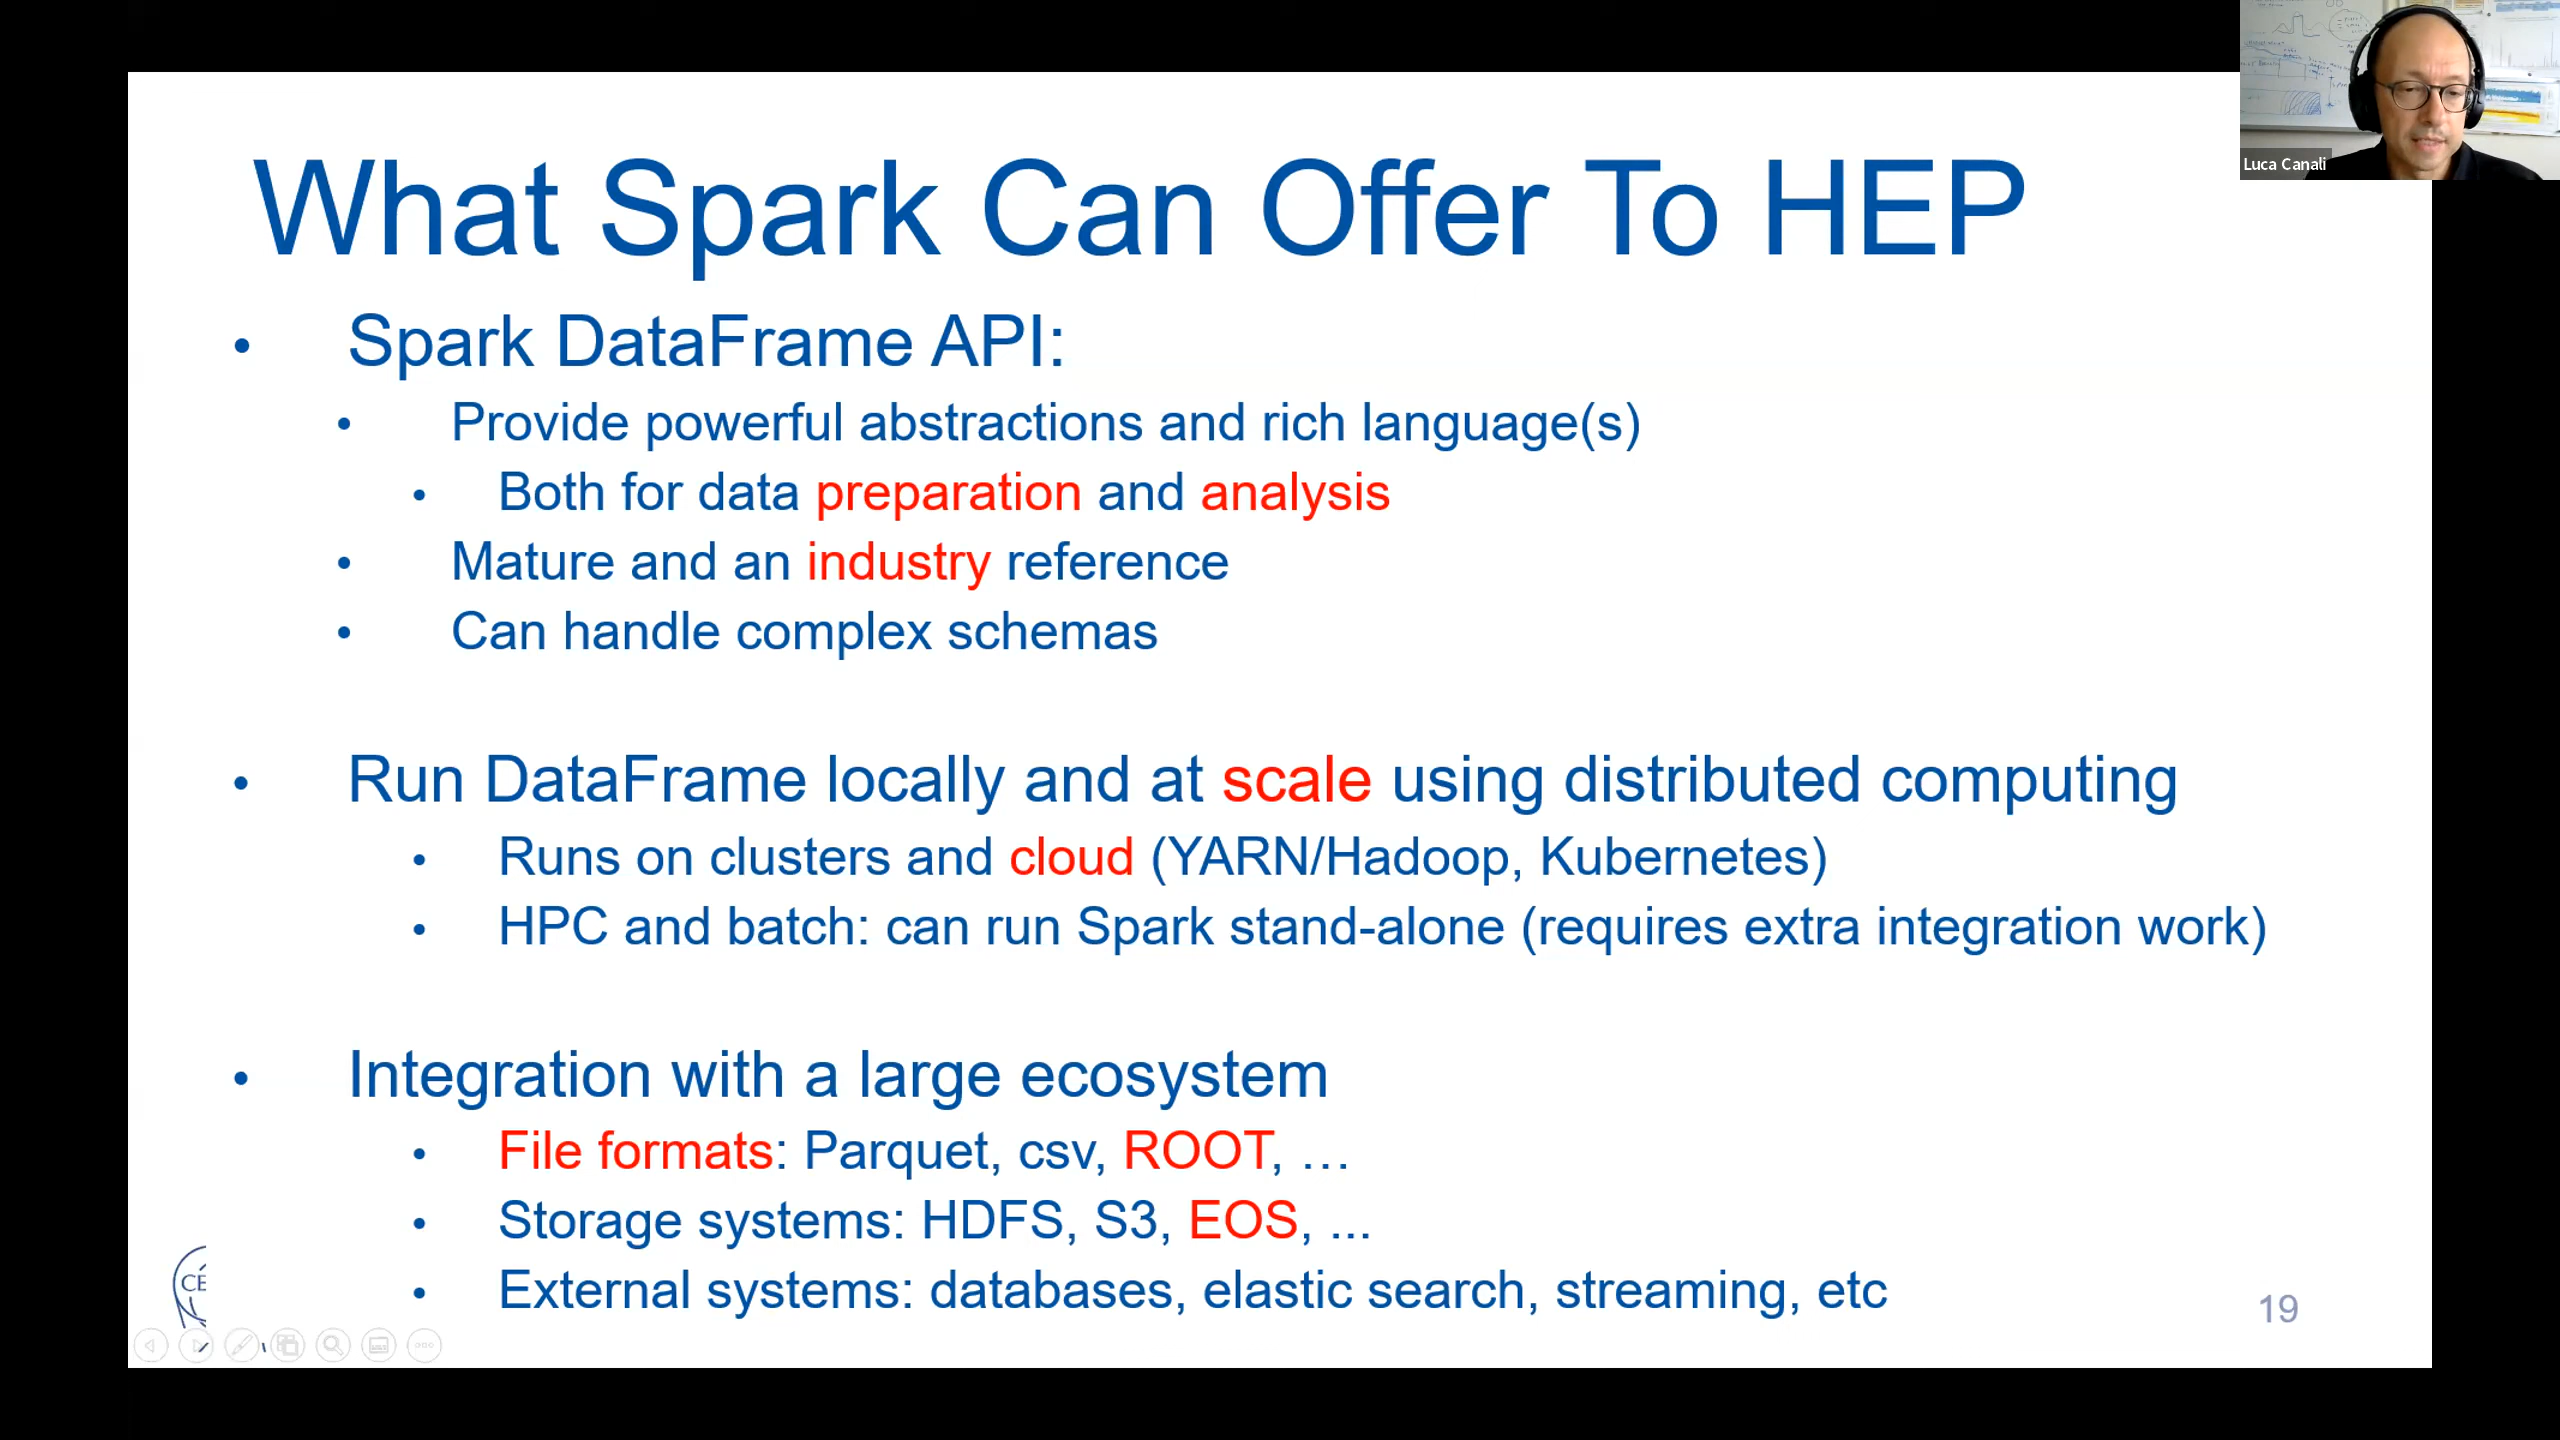 Luca Canali
What Spark Can Offer To HEP
• Spark DataFrame API:
• Provide powerful abstractions and rich language(s)
• Both for data preparation and analysis
• Mature and an industry reference
• Can handle complex schemas
• Run DataFrame locally and at scale using distributed computing
• Runs on clusters and cloud (YARN/Hadoop, Kubernetes)
• HPC and batch: can run Spark stand-alone (requires extra integration work)
• Integration with a large ecosystem
• File formats: Parquet, csv, ROOT, …
• Storage systems: HDFS, S3, EOS, ...
• External systems: databases, elastic search, streaming, etc
CE
19